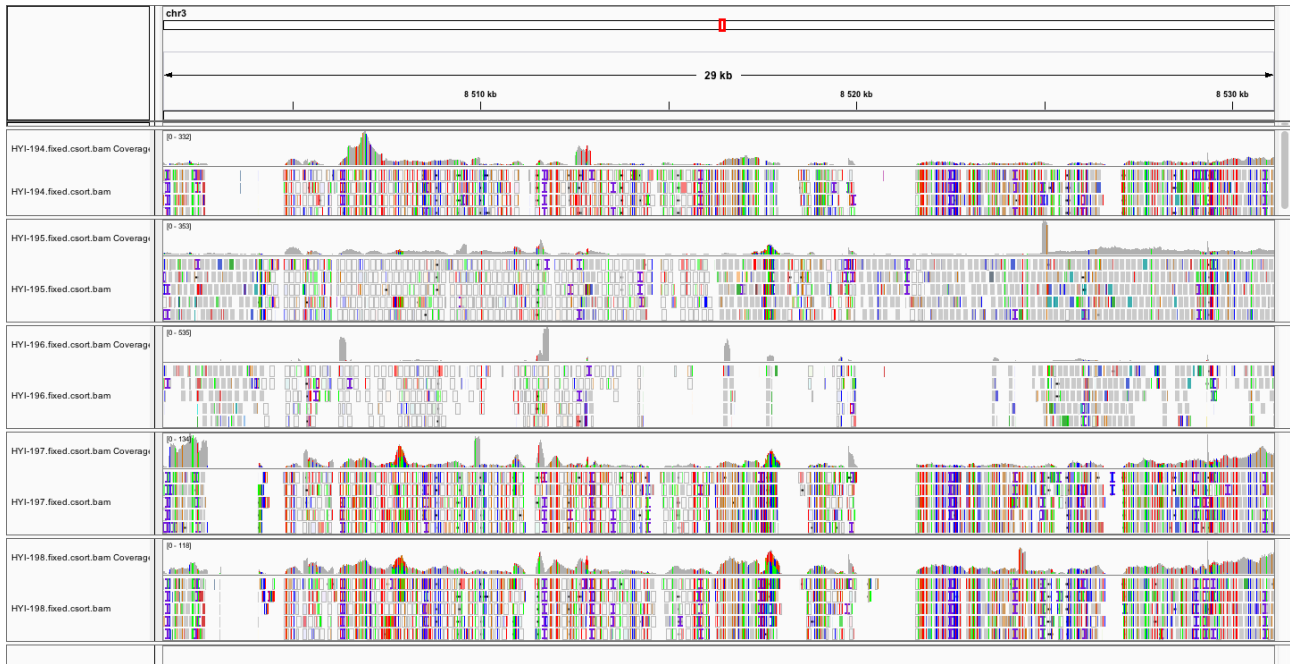 chr3
29 kb
8 510 kb 8 520 kb 8 530 kb
HYI-194.fixed.csort.bam Coverage
[0 - 332]
HYI-194.fixed.csort.bam
HYI-195.fixed.csort.bam Coverage
[0 - 353]
HYI-195.fixed.csort.bam
HYI-196.fixed.csort.bam Coverage
[0 - 535]
HYI-196.fixed.csort.bam
HYI-197.fixed.csort.bam Coverage
[0 - 134]
HYI-197.fixed.csort.bam
HYI-198.fixed.csort.bam Coverage
[0 - 118]
HYI-198.fixed.csort.bam